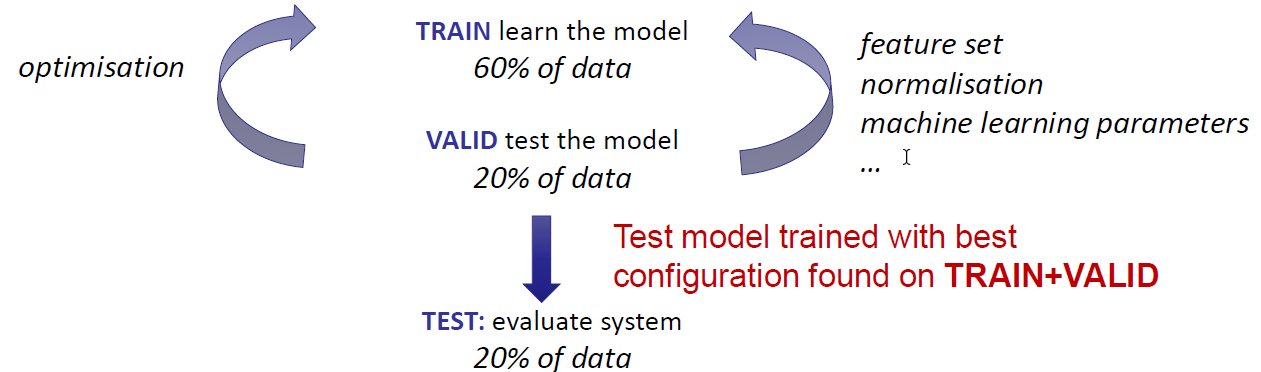 TRAIN learn the model
60% of data
optimisation
feature set
normalisation
machine learning parameters
...
VALID test the model
20% of data
Test model trained with best
configuration found on TRAIN+VALID
TEST: evaluate system
20% of data